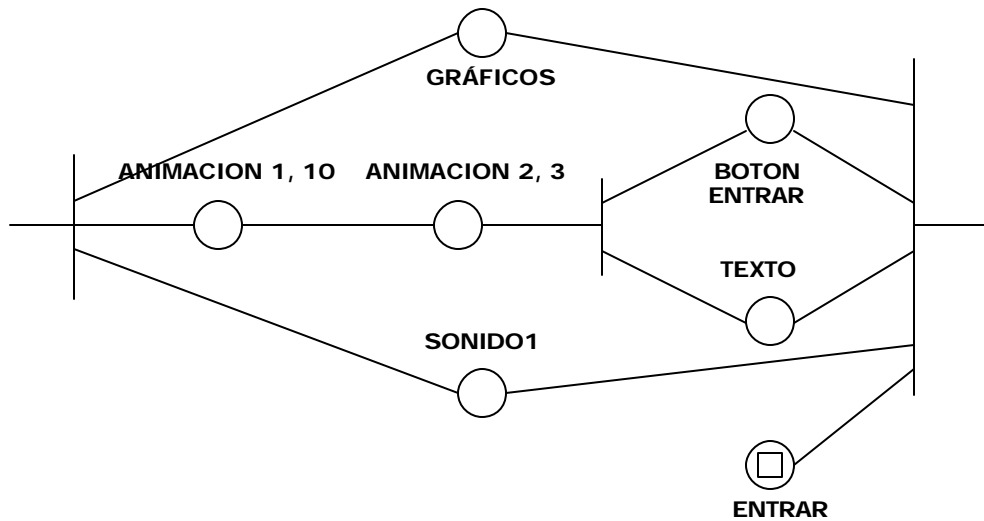 GRÁFICOS
ANIMACION 1, 10
ANIMACION 2, 3
BOTON
ENTRAR
TEXTO
SONIDO1
ENTRAR